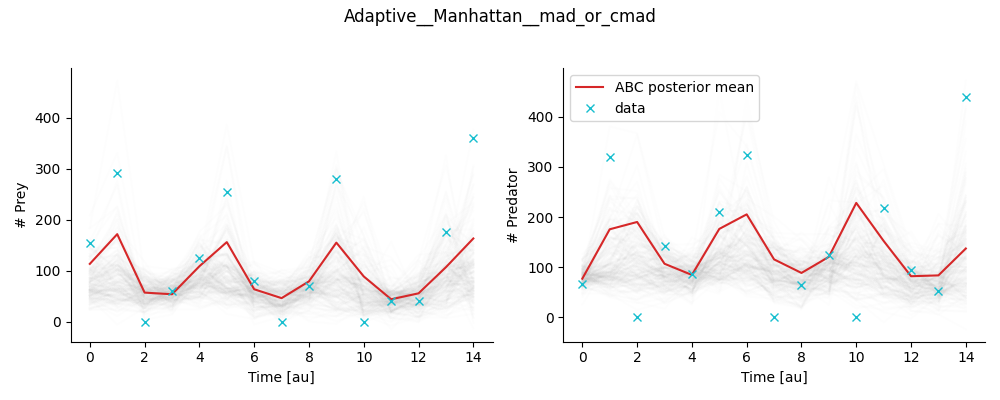 Adaptive__Manhattan__mad_or_cmad
# Prey
400
300
200
100
0
0 2 4 6 8 10 12 14
Time [au]
# Predator
ABC posterior mean
data
400
300
200
100
0
0 2 4 6 8 10 12 14
Time [au]